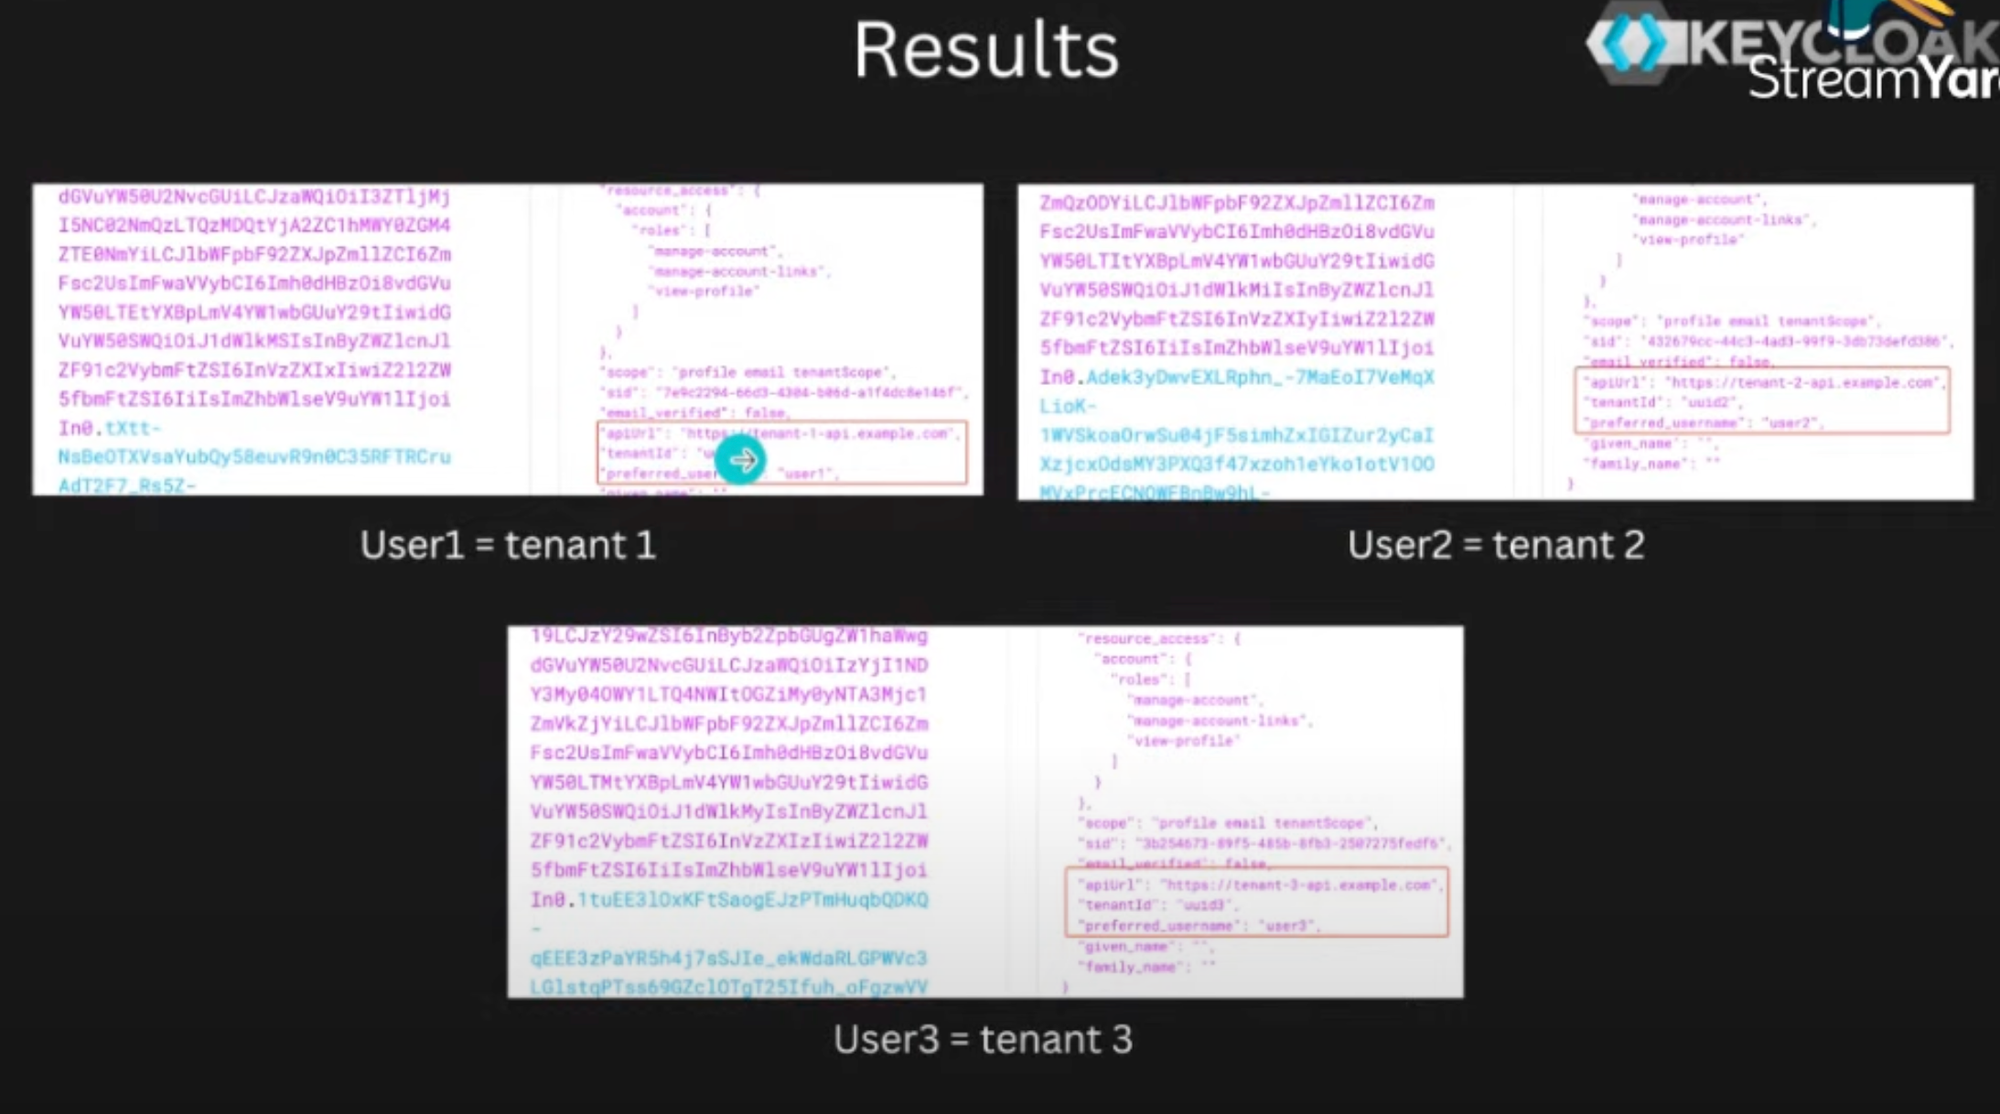 Results
KEYCLOAK
StreamYar
dGVuYW50U2NvcGUiLCJzaWQiOiI3ZTljMj
I5NC02NmQzLTQzMDQtYjA2ZC1hMWY0ZGM4
ZTE0NmYiLCJlbWFpbF92ZXJpZmllZCI6Zm
Fsc2UsImFwaVVybCI6Imh0dHBzOi8vdGVu
YW50LTEtYXBpLmV4YW1wbGUuY29tIiwidG
VuYW50SWQiOiJ1dWlkMSIsInByZWZlcnJl
ZF91c2VybmFtZSI6InVzZXIxIiwiZ2l2ZW
5fbmFtZSI6IiIsImZhbWlseV9uYW1lIjoi
In0.tXtt-
NsBeOTXVsaYubQy58euvR9n0C35RFTRCru
AdT2F7_Rs5Z-
"resource_access": {
"account": {
"roles": [
"manage-account",
"manage-account-links",
"view-profile"
]
}
},
"scope": "profile email tenantScope",
"sid": "7e9c2294-66d3-4304-b06d-a1f4dc8e146f",
"email_verified": false,
"apiUrl": "https://tenant-1-api.example.com",
"tenantId": "u
"preferred_user "user1",
"given_name": "",
User1 = tenant 1
ZmQzODYiLCJlbWFpbF92ZXJpZmllZCI6Zm
Fsc2UsImFwaVVybCI6Imh0dHBzOi8vdGVu
YW50LTItYXBpLmV4YW1wbGUuY29tIiwidG
VuYW50SWQiOiJ1dWlkMiIsInByZWZlcnJl
ZF91c2VybmFtZSI6InVzZXIyIiwiZ2l2ZW
5fbmFtZSI6IiIsImZhbWlseV9uYW1lIjoi
In0.Adek3yDwvEXLRphn_-7MaEoI7VeMqX
LioK-
1WVSkoaOrwSu04jF5simhZxIGIZur2yCaI
XzjcxOdsMY3PXQ3f47xzoh1eYko1otV1OO
MVxPrcECNOWFBnBw9hL-
"manage-account",
"manage-account-links",
"view-profile"
]
}
},
"scope": "profile email tenantScope",
"sid": "432679cc-44c3-4ad3-99f9-3db73defd386",
"email_verified": false,
"apiUrl": "https://tenant-2-api.example.com",
"tenantId": "uuid2",
"preferred_username": "user2",
"given_name": "",
"family_name": ""
}
User2 = tenant 2
19LCJzY29wZSI6InByb2ZpbGUgZW1haWwg
dGVuYW50U2NvcGUiLCJzaWQiOiIzYjI1ND
Y3My04OWY1LTQ4NWItOGZiMy0yNTA3Mjc1
ZmVkZjYiLCJlbWFpbF92ZXJpZmllZCI6Zm
Fsc2UsImFwaVVybCI6Imh0dHBzOi8vdGVu
YW50LTMtYXBpLmV4YW1wbGUuY29tIiwidG
VuYW50SWQiOiJ1dWlkMyIsInByZWZlcnJl
ZF91c2VybmFtZSI6InVzZXIzIiwiZ2l2ZW
5fbmFtZSI6IiIsImZhbWlseV9uYW1lIjoi
In0.1tuEE3lOxKFtSaogEJzPTmHuqbQDKQ
-
qEEE3zPaYR5h4j7sSJIe_ekWdaRLGPWVc3
LGlstqPTss69GZclOTgT25Ifuh_oFgzwVV
"resource_access": {
"account": {
"roles": [
"manage-account",
"manage-account-links",
"view-profile"
]
}
},
"scope": "profile email tenantScope",
"sid": "3b254673-89f5-485b-8fb3-2507275fedf6",
"email_verified": false,
"apiUrl": "https://tenant-3-api.example.com",
"tenantId": "uuid3",
"preferred_username": "user3",
"given_name": "",
"family_name": ""
}
User3 = tenant 3